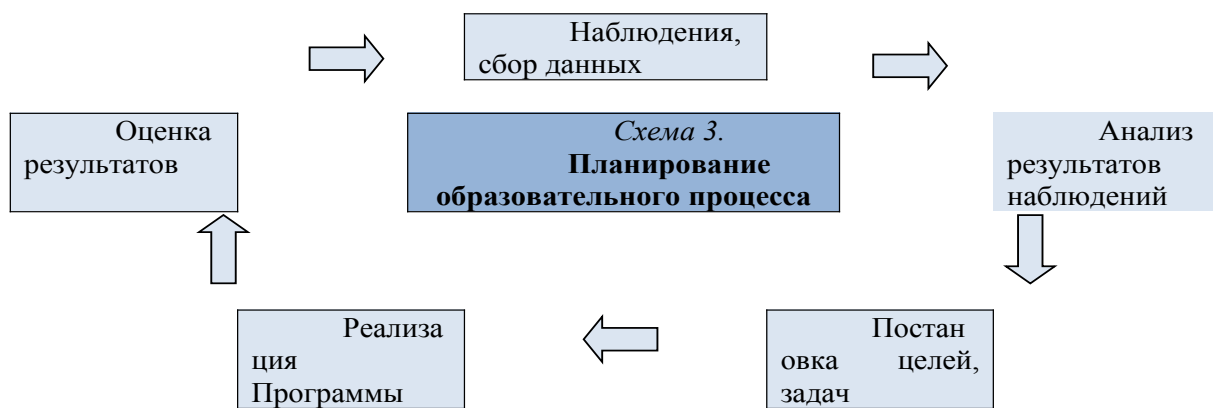 Наблюдения,
сбор данных
Оценка
результатов
Схема 3.
Планирование
образовательного процесса
Анализ
результатов
наблюдений
Реализа
ция
Программы
Постан
овка целей,
задач